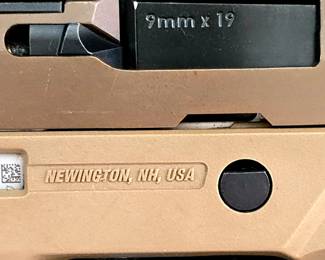 9mm x 19
NEWINGTON, NH, USA